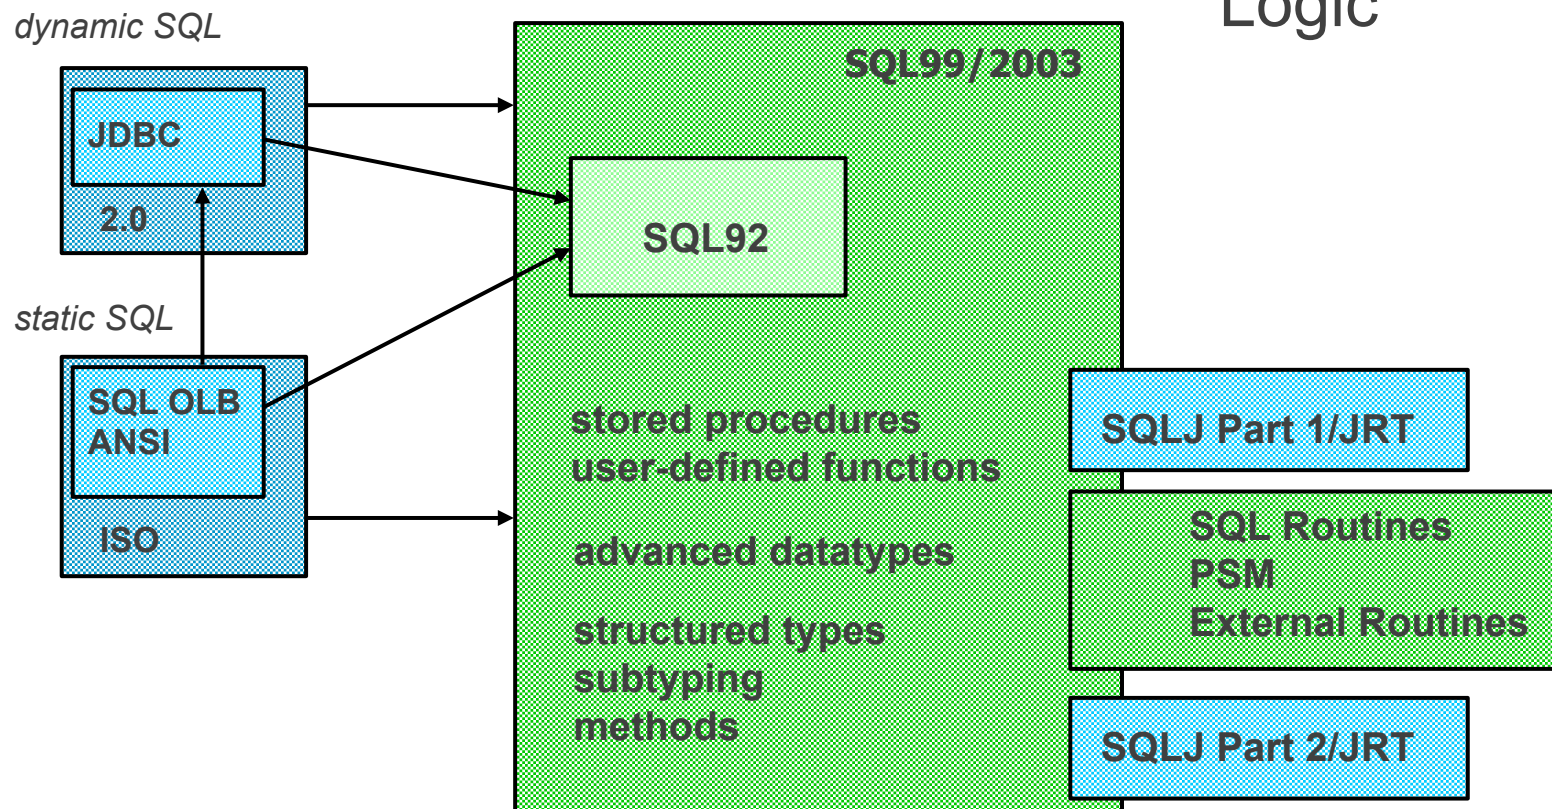 Logic
dynamic SQL
SQL99/2003
JDBC
2.0
SQL92
static SQL
SQL OLB
ANSI
ISO
stored procedures
user-defined functions
advanced datatypes
structured types
subtyping
methods
SQLJ Part 1/JRT
SQL Routines
PSM
External Routines
SQLJ Part 2/JRT